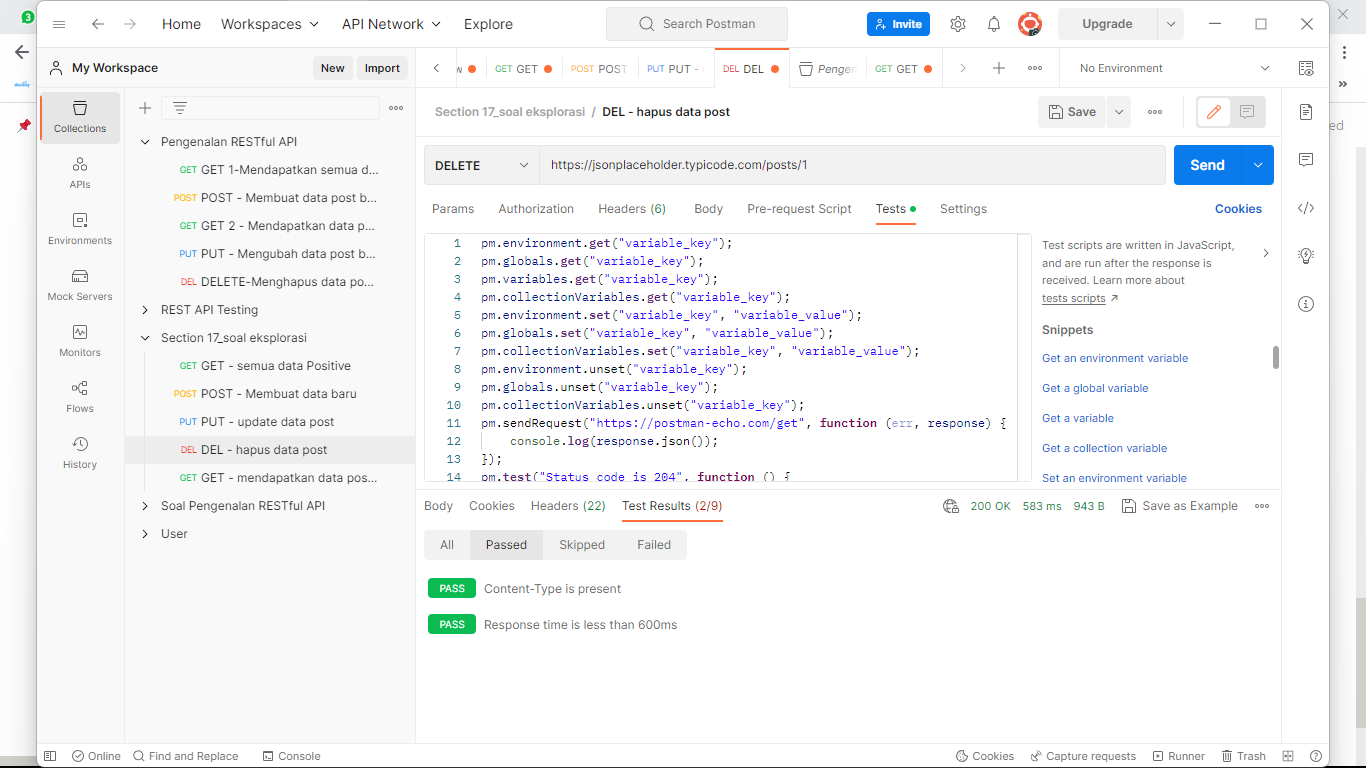 3
Home
Workspaces
API Network
Explore
Search Postman
Invite
Upgrade
My Workspace
New
Import
GET GET
POST POST
PUT PUT -
DEL DEL
GET GET
No Environment
Collections
APIs
Environments
Mock Servers
Monitors
Flows
History
Pengenalan RESTful API
GET GET 1-Mendapatkan semua d...
POST POST - Membuat data post b...
GET GET 2 - Mendapatkan data p...
PUT PUT - Mengubah data post b...
DEL DELETE-Menghapus data po...
REST API Testing
Section 17_soal eksplorasi
GET GET - semua data Positive
POST POST - Membuat data baru
PUT PUT - update data post
DEL DEL - hapus data post
GET GET - mendapatkan data pos...
Soal Pengenalan RESTful API
User
Section 17_soal eksplorasi / DEL - hapus data post
Save
DELETE
https://jsonplaceholder.typicode.com/posts/1
Send
Params
Authorization
Headers (6)
Body
Pre-request Script
Tests
Settings
Cookies
1 pm.environment.get("variable_key");
2 pm.globals.get("variable_key");
3 pm.variables.get("variable_key");
4 pm.collectionVariables.get("variable_key");
5 pm.environment.set("variable_key", "variable_value");
6 pm.globals.set("variable_key", "variable_value");
7 pm.collectionVariables.set("variable_key", "variable_value");
8 pm.environment.unset("variable_key");
9 pm.globals.unset("variable_key");
10 pm.collectionVariables.unset("variable_key");
11 pm.sendRequest("https://postman-echo.com/get", function (err, response) {
12 console.log(response.json());
13 });
14 pm.test("Status code is 204", function () {
Test scripts are written in JavaScript,
and are run after the response is
received. Learn more about
tests scripts
Snippets
Get an environment variable
Get a global variable
Get a variable
Get a collection variable
Set an environment variable
Body
Cookies
Headers (22)
Test Results (2/9)
200 OK
583 ms
943 B
Save as Example
All
Passed
Skipped
Failed
PASS Content-Type is present
PASS Response time is less than 600ms
Online
Find and Replace
Console
Cookies
Capture requests
Runner
Trash